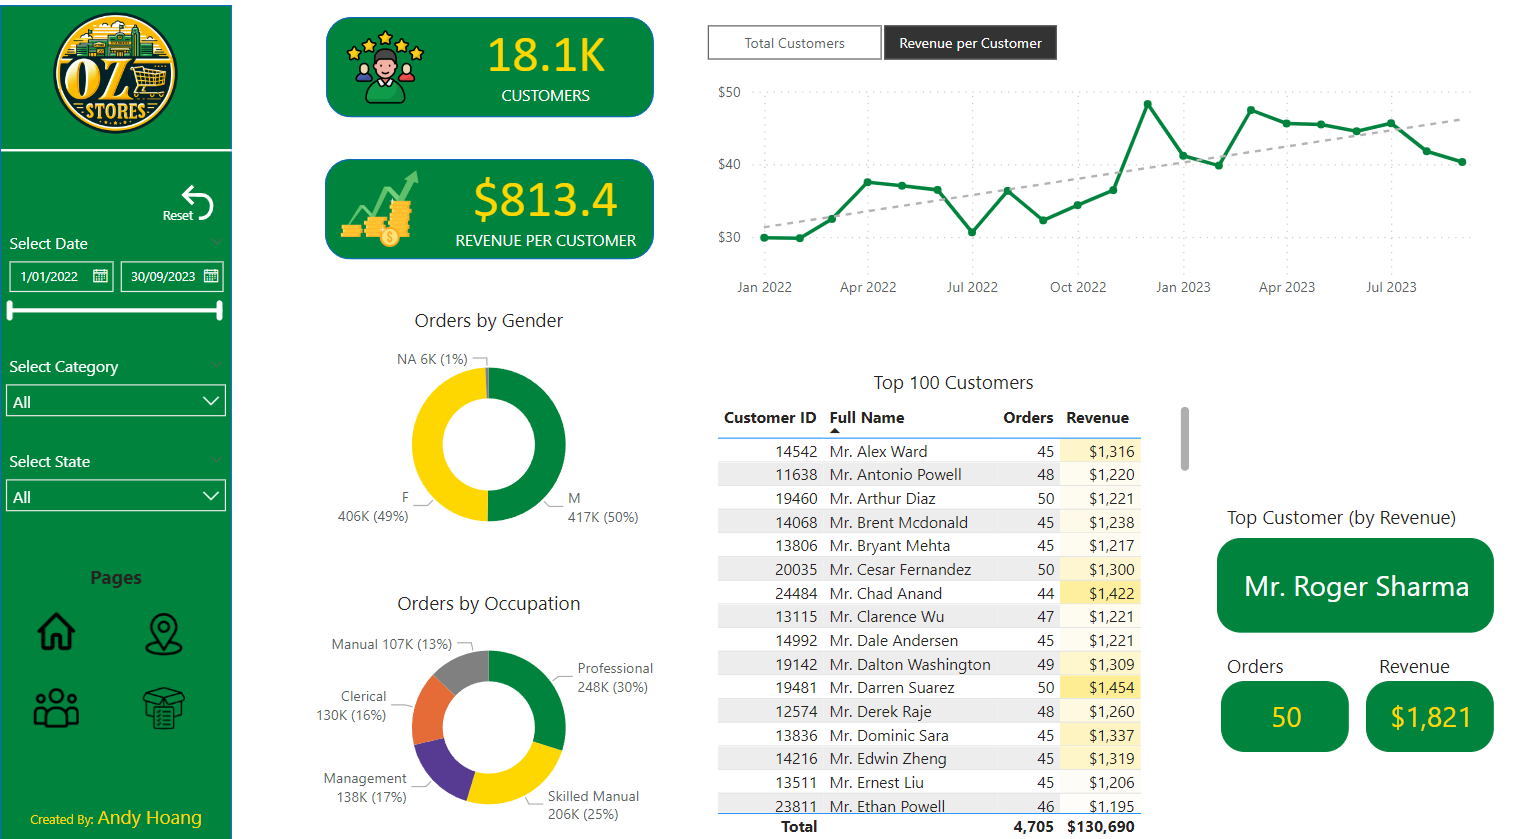 OZ
STORES
Reset
Select Date
1/01/2022
30/09/2023
Select Category
All
Select State
All
Pages
Created By: Andy Hoang
18.1K
CUSTOMERS
$813.4
REVENUE PER CUSTOMER
Orders by Gender
NA 6K (1%)
F
406K (49%)
M
417K (50%)
Orders by Occupation
Manual 107K (13%)
Professional
248K (30%)
Clerical
130K (16%)
Management
138K (17%)
Skilled Manual
206K (25%)
Total Customers
Revenue per Customer
$50
$40
$30
Jan 2022
Apr 2022
Jul 2022
Oct 2022
Jan 2023
Apr 2023
Jul 2023
Top 100 Customers
Customer ID Full Name Orders Revenue
14542 Mr. Alex Ward 45 $1,316
11638 Mr. Antonio Powell 48 $1,220
19460 Mr. Arthur Diaz 50 $1,221
14068 Mr. Brent Mcdonald 45 $1,238
13806 Mr. Bryant Mehta 45 $1,217
20035 Mr. Cesar Fernandez 50 $1,300
24484 Mr. Chad Anand 44 $1,422
13115 Mr. Clarence Wu 47 $1,221
14992 Mr. Dale Andersen 45 $1,221
19142 Mr. Dalton Washington 49 $1,309
19481 Mr. Darren Suarez 50 $1,454
12574 Mr. Derek Raje 48 $1,260
13836 Mr. Dominic Sara 45 $1,337
14216 Mr. Edwin Zheng 45 $1,319
13511 Mr. Ernest Liu 45 $1,206
23811 Mr. Ethan Powell 46 $1,195
Total 4,705 $130,690
Top Customer (by Revenue)
Mr. Roger Sharma
Orders
50
Revenue
$1,821